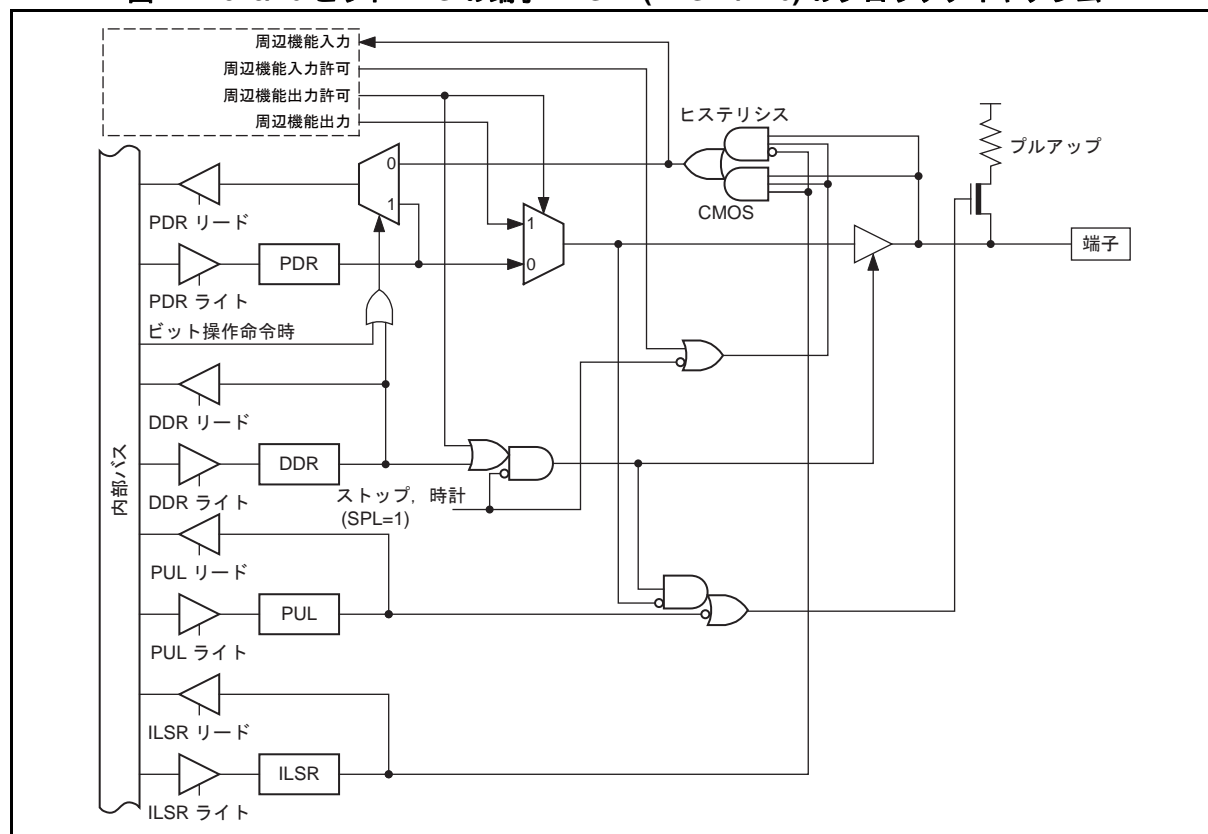 周辺機能入力
周辺機能入力許可
周辺機能出力許可
周辺機能出力
ヒステリシス
プルアップ
0
1
CMOS
PDR リード
1
端子
PDR
0
PDR ライト
ビット操作命令時
DDR リード
内部バス
DDR
DDR ライト
ストップ, 時計
(SPL=1)
PUL リード
PUL
PUL ライト
ILSR リード
ILSR
ILSR ライト